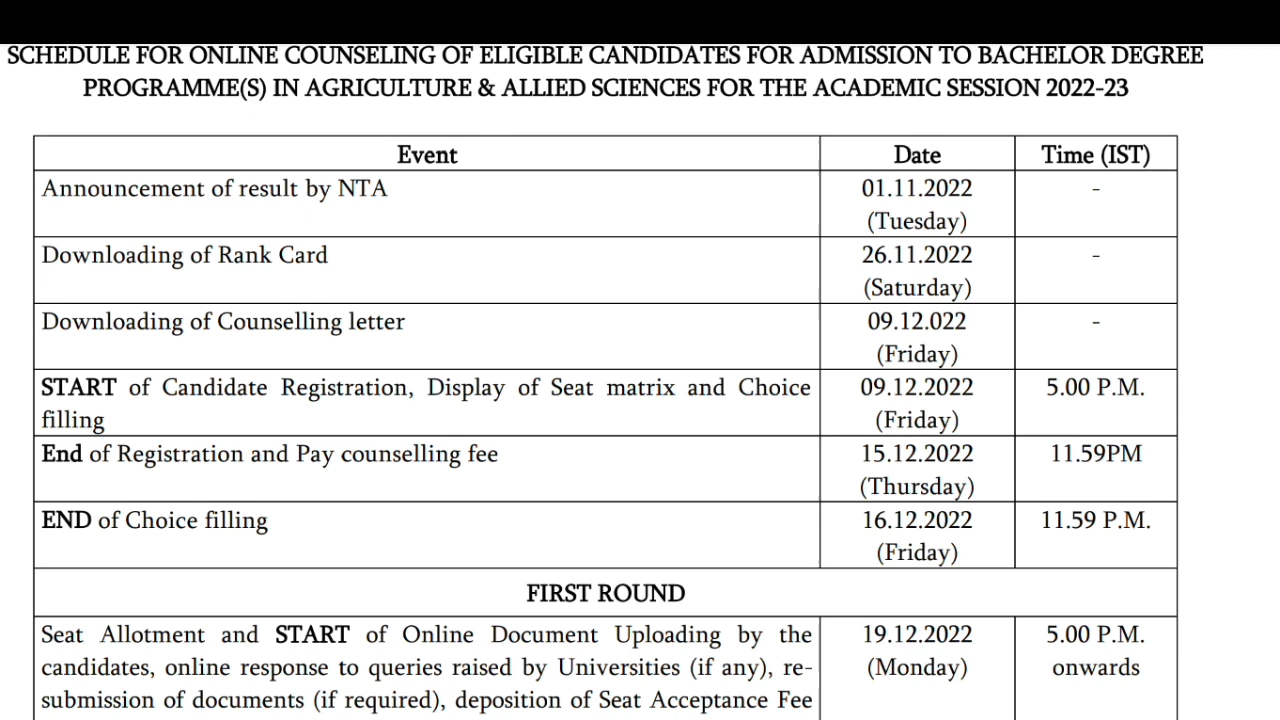 SCHEDULE FOR ONLINE COUNSELING OF ELIGIBLE CANDIDATES FOR ADMISSION TO BACHELOR DEGREE
PROGRAMME(S) IN AGRICULTURE & ALLIED SCIENCES FOR THE ACADEMIC SESSION 2022-23
Event Date Time (IST)
Announcement of result by NTA 01.11.2022 -
(Tuesday)
Downloading of Rank Card 26.11.2022 -
(Saturday)
Downloading of Counselling letter 09.12.022 -
(Friday)
START of Candidate Registration, Display of Seat matrix and Choice 09.12.2022 5.00 P.M.
filling (Friday)
End of Registration and Pay counselling fee 15.12.2022 11.59PM
(Thursday)
END of Choice filling 16.12.2022 11.59 P.M.
(Friday)
FIRST ROUND
Seat Allotment and START of Online Document Uploading by the 19.12.2022 5.00 P.M.
candidates, online response to queries raised by Universities (if any), re- (Monday) onwards
submission of documents (if required), deposition of Seat Acceptance Fee